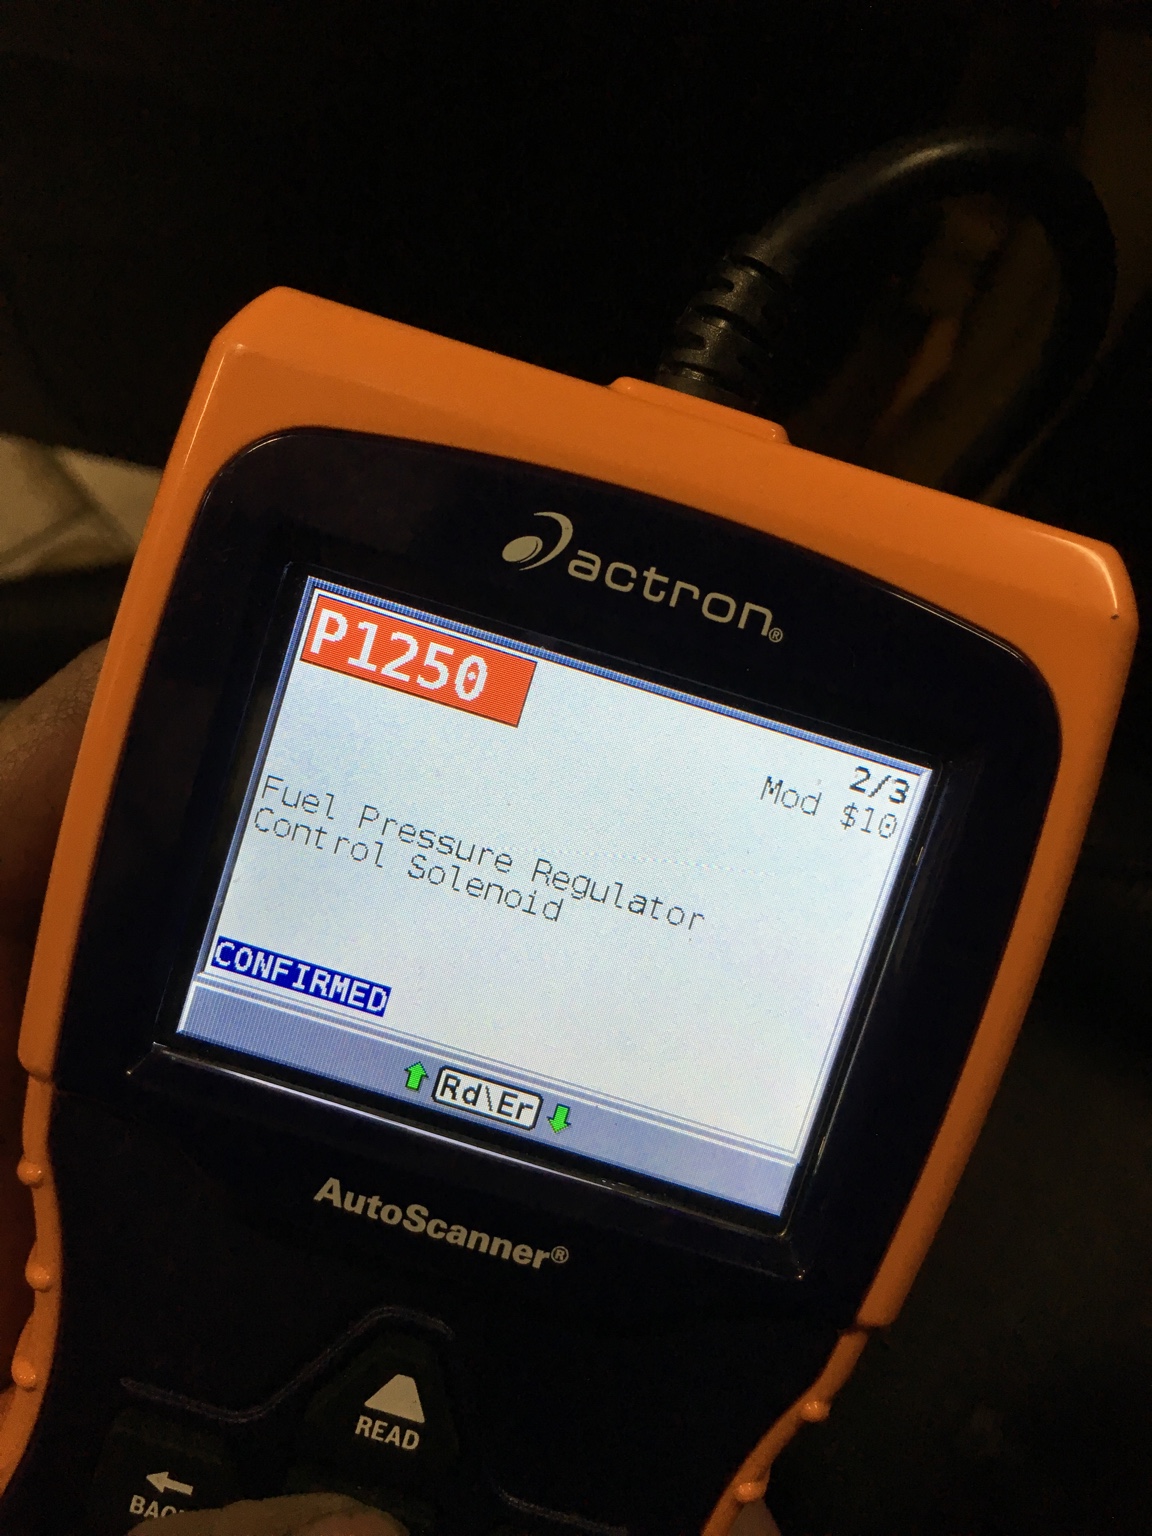 actron®
P1250
2/3
Mod $10
Fuel Pressure Regulator
Control Solenoid
CONFIRMED
Rd\Er
AutoScanner®
READ